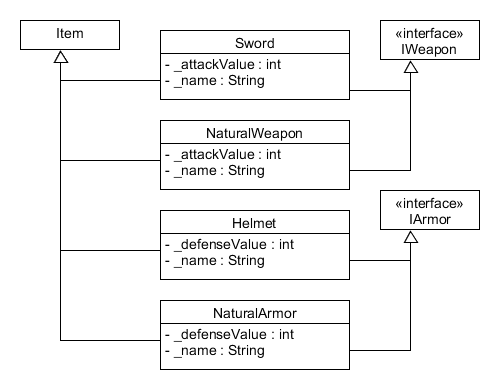 Item
Sword
- _attackValue : int
- _name : String
«interface»
IWeapon
NaturalWeapon
- _attackValue : int
- _name : String
«interface»
IArmor
Helmet
- _defenseValue : int
- _name : String
NaturalArmor
- _defenseValue : int
- _name : String